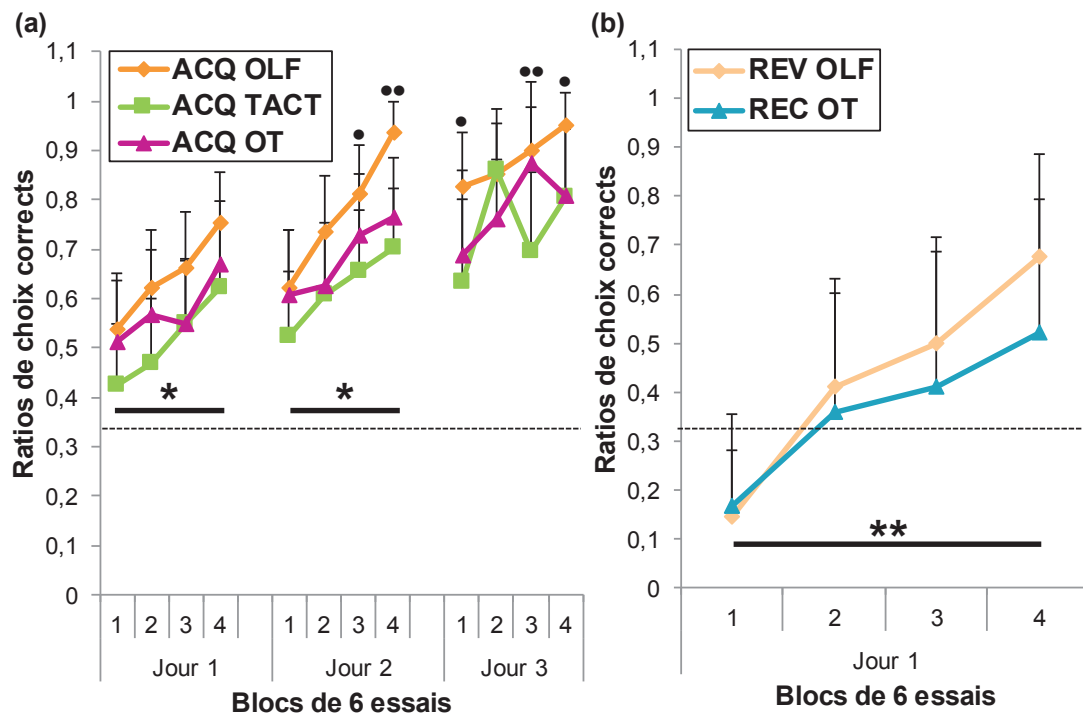 (a)
Ratios de choix corrects
1,1
1
0,9
0,8
0,7
0,6
0,5
0,4
0,3
0,2
0,1
0
ACQ OLF
ACQ TACT
ACQ OT
*
*
1 2 3 4 1 2 3 4 1 2 3 4
Jour 1 Jour 2 Jour 3
Blocs de 6 essais
(b)
Ratios de choix corrects
1,1
1
0,9
0,8
0,7
0,6
0,5
0,4
0,3
0,2
0,1
0
REV OLF
REC OT
**
1 2 3 4
Jour 1
Blocs de 6 essais